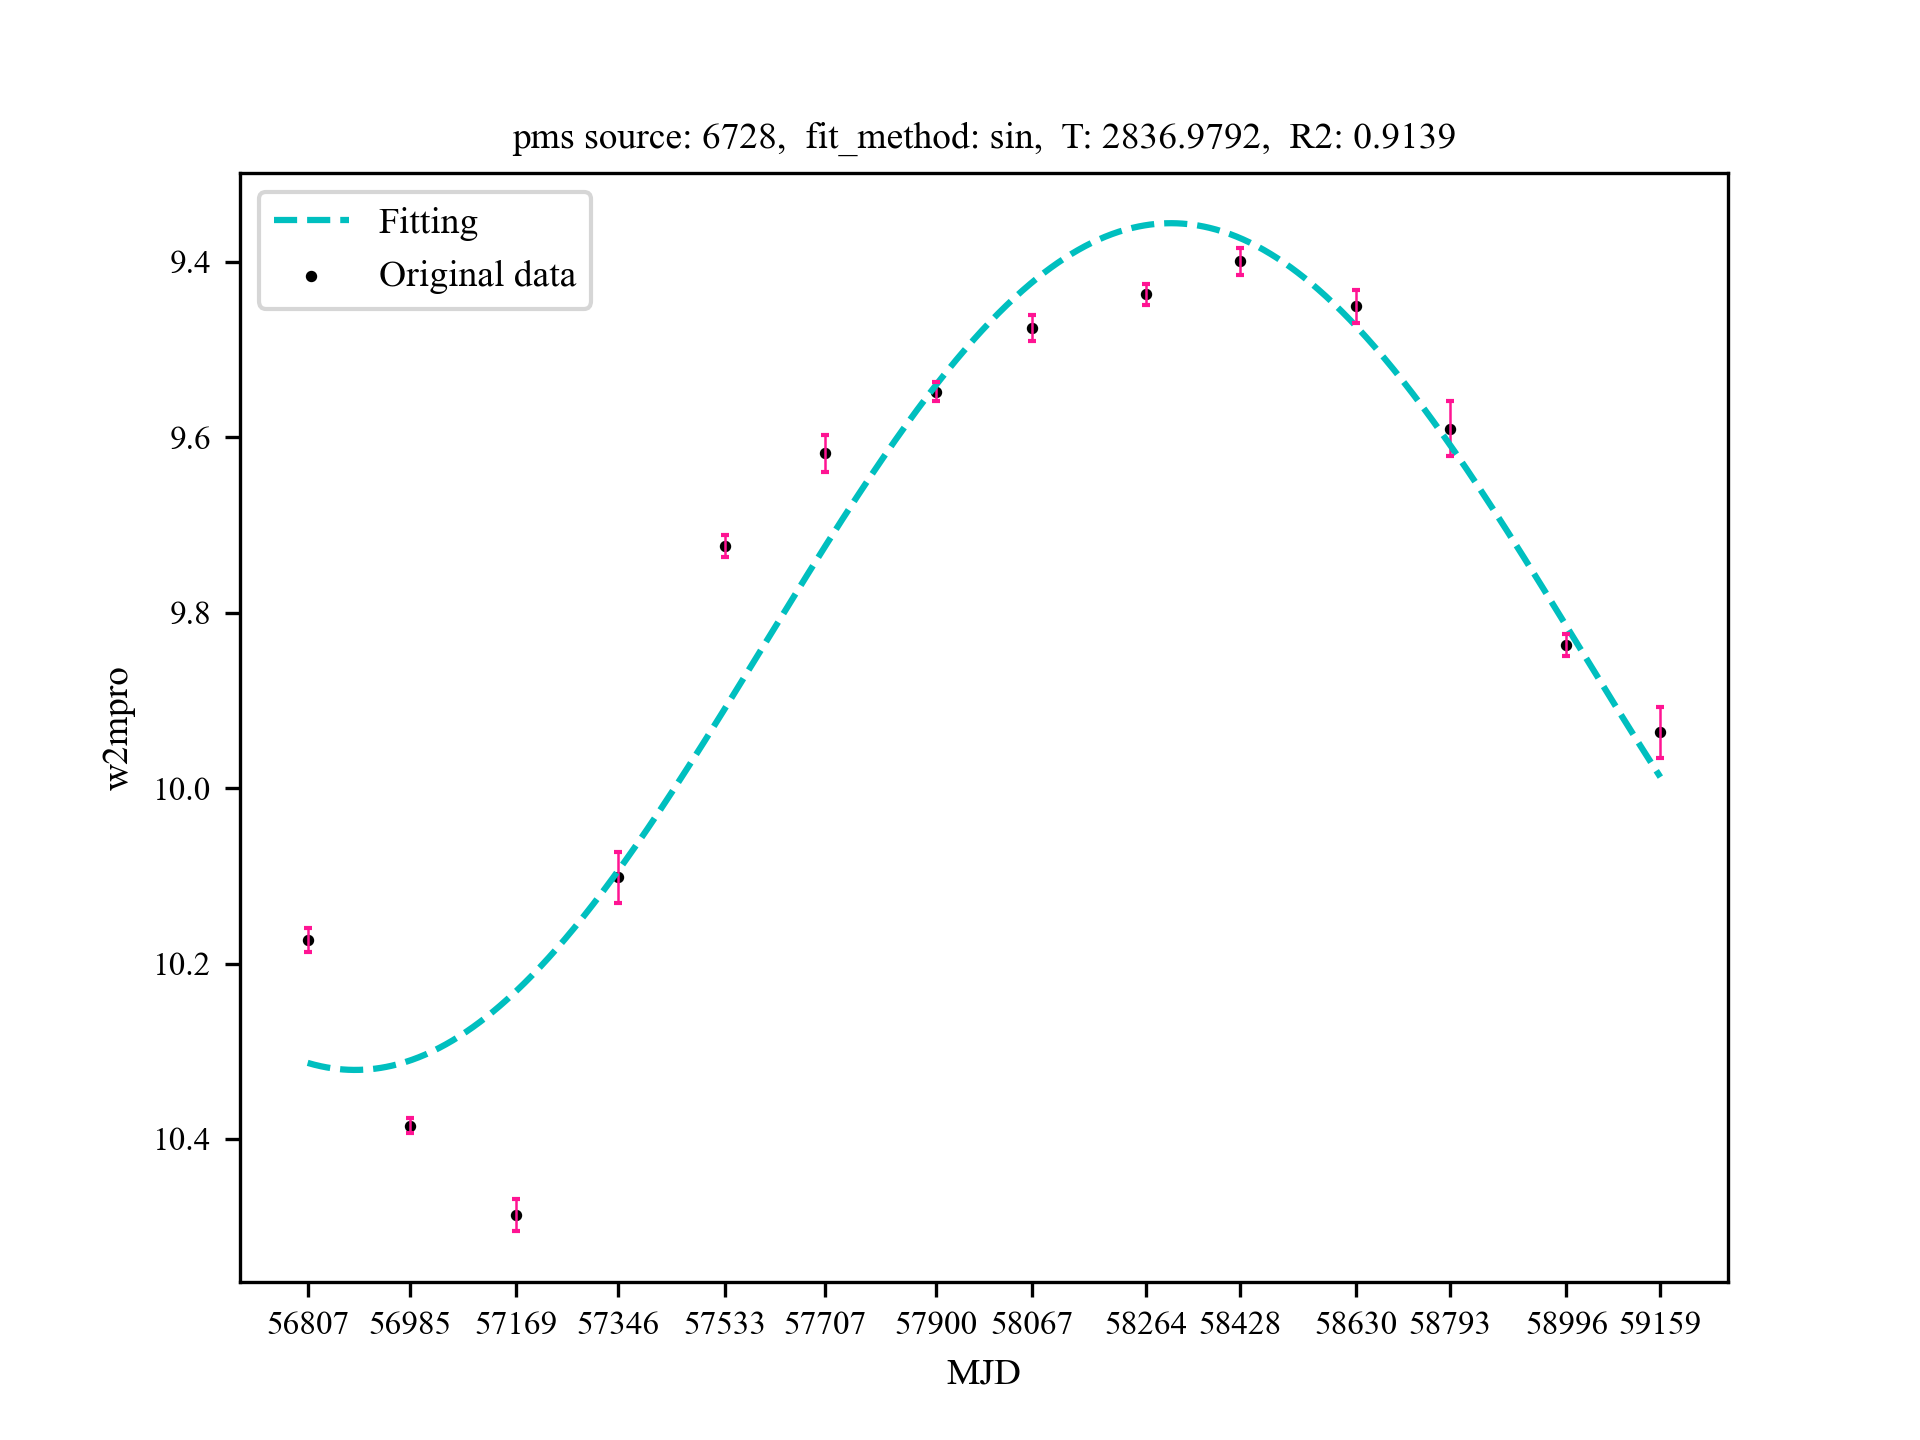 pms source: 6728,  fit_method: sin,  T: 2836.9792,  R2: 0.9139
Fitting
Original data
9.4
9.6
9.8
10.0
10.2
10.4
w2mpro
56807 56985 57169 57346 57533 57707 57900 58067 58264 58428 58630 58793 58996 59159
MJD